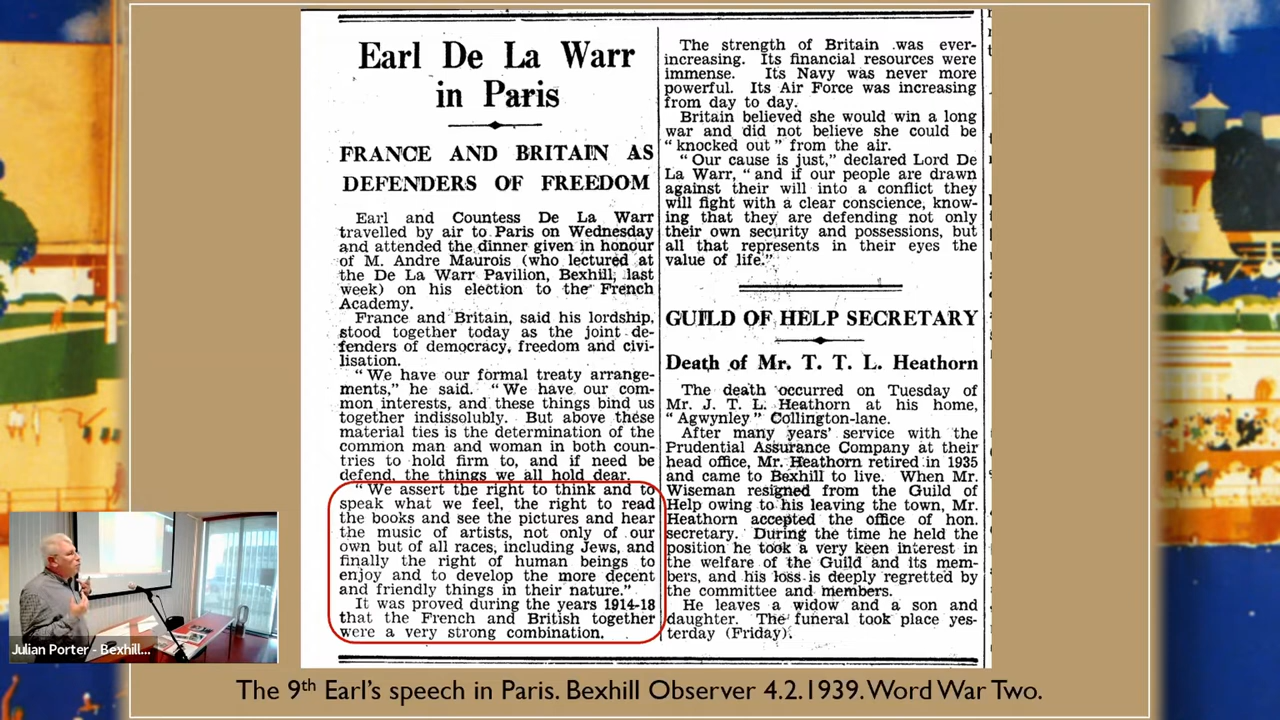 Earl De La Warr
in Paris
FRANCE AND BRITAIN AS
DEFENDERS OF FREEDOM
Earl and Countess De La Warr
travelled by air to Paris on Wednesday
and attended the dinner given in honour
of M. Andre Maurois (who lectured at
the De La Warr Pavilion, Bexhill, last
week) on his election to the French
Academy.
France and Britain, said his lordship,
stood together today as the joint de-
fenders of democracy, freedom and civi-
lisation.
"We have our formal treaty arrange-
ments," he said. "We have our com-
mon interests, and these things bind us
together indissolubly. But above these
material ties is the determination of the
common man and woman in both coun-
tries to hold firm to, and if need be
defend, the things we all hold dear.
"We assert the right to think and to
speak what we feel, the right to read
the books and see the pictures and hear
the music of artists, not only of our
own but of all races, including Jews, and
finally the right of human beings to
enjoy and to develop the more decent
and friendly things in their nature."
It was proved during the years 1914-18
that the French and British together
were a very strong combination.
The strength of Britain was ever-
increasing. Its financial resources were
immense. Its Navy was never more
powerful. Its Air Force was increasing
from day to day.
Britain believed she would win a long
war and did not believe she could be
"knocked out" from the air.
"Our cause is just," declared Lord De
La Warr, "and if our people are drawn
against their will into a conflict they
will fight with a clear conscience, know-
ing that they are defending not only
their own security and possessions, but
all that represents in their eyes the
value of life."
GUILD OF HELP SECRETARY
Death of Mr. T. T. L. Heathorn
The death occurred on Tuesday of
Mr. J. T. L. Heathorn at his home,
"Agwynley" Collington-lane.
After many years' service with the
Prudential Assurance Company at their
head office, Mr. Heathorn retired in 1935
and came to Bexhill to live. When Mr.
Wiseman resigned from the Guild of
Help owing to his leaving the town, Mr.
Heathorn accepted the office of hon.
secretary. During the time he held the
position he took a very keen interest in
the welfare of the Guild and its mem-
bers, and his loss is deeply regretted by
the committee and members.
He leaves a widow and a son and
daughter. The funeral took place yes-
terday (Friday).
Julian Porter - Bexhill...
The 9th Earl's speech in Paris. Bexhill Observer 4.2.1939. Word War Two.